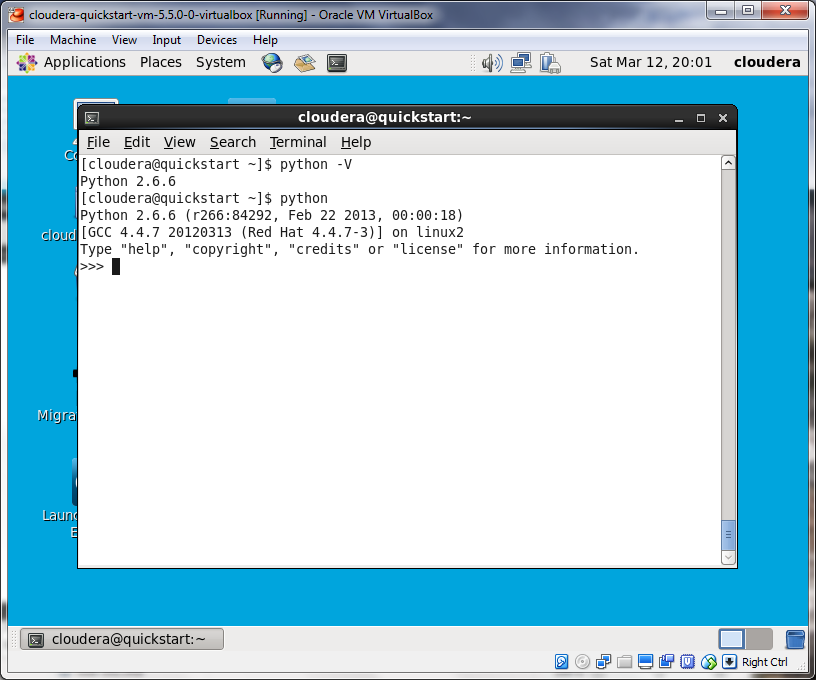 cloudera-quickstart-vm-5.5.0-0-virtualbox [Running] - Oracle VM VirtualBox
File Machine View Input Devices Help
Applications Places System Sat Mar 12, 20:01 cloudera
cloudera@quickstart:~
File Edit View Search Terminal Help
[cloudera@quickstart ~]$ python -V
Python 2.6.6
[cloudera@quickstart ~]$ python
Python 2.6.6 (r266:84292, Feb 22 2013, 00:00:18)
[GCC 4.4.7 20120313 (Red Hat 4.4.7-3)] on linux2
Type "help", "copyright", "credits" or "license" for more information.
>>>
Co
cloud
Migra
Laun
E
cloudera@quickstart:~
Right Ctrl